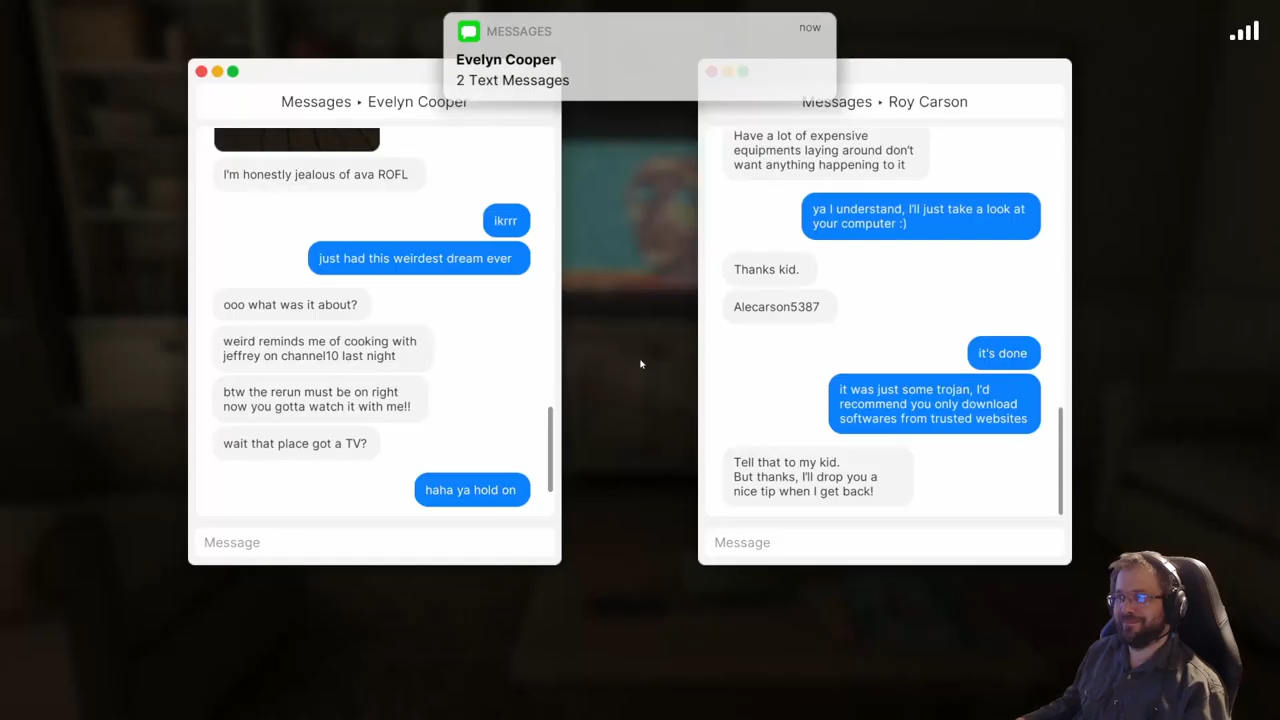 MESSAGES
now
Evelyn Cooper
2 Text Messages
Messages ▸ Evelyn Cooper
I'm honestly jealous of ava ROFL
ikrrr
just had this weirdest dream ever
ooo what was it about?
weird reminds me of cooking with
jeffrey on channel10 last night
btw the rerun must be on right
now you gotta watch it with me!!
wait that place got a TV?
haha ya hold on
Message
Messages ▸ Roy Carson
Have a lot of expensive
equipments laying around don't
want anything happening to it
ya I understand, I'll just take a look at
your computer :)
Thanks kid.
Alecarson5387
it's done
it was just some trojan, I'd
recommend you only download
softwares from trusted websites
Tell that to my kid.
But thanks, I'll drop you a
nice tip when I get back!
Message